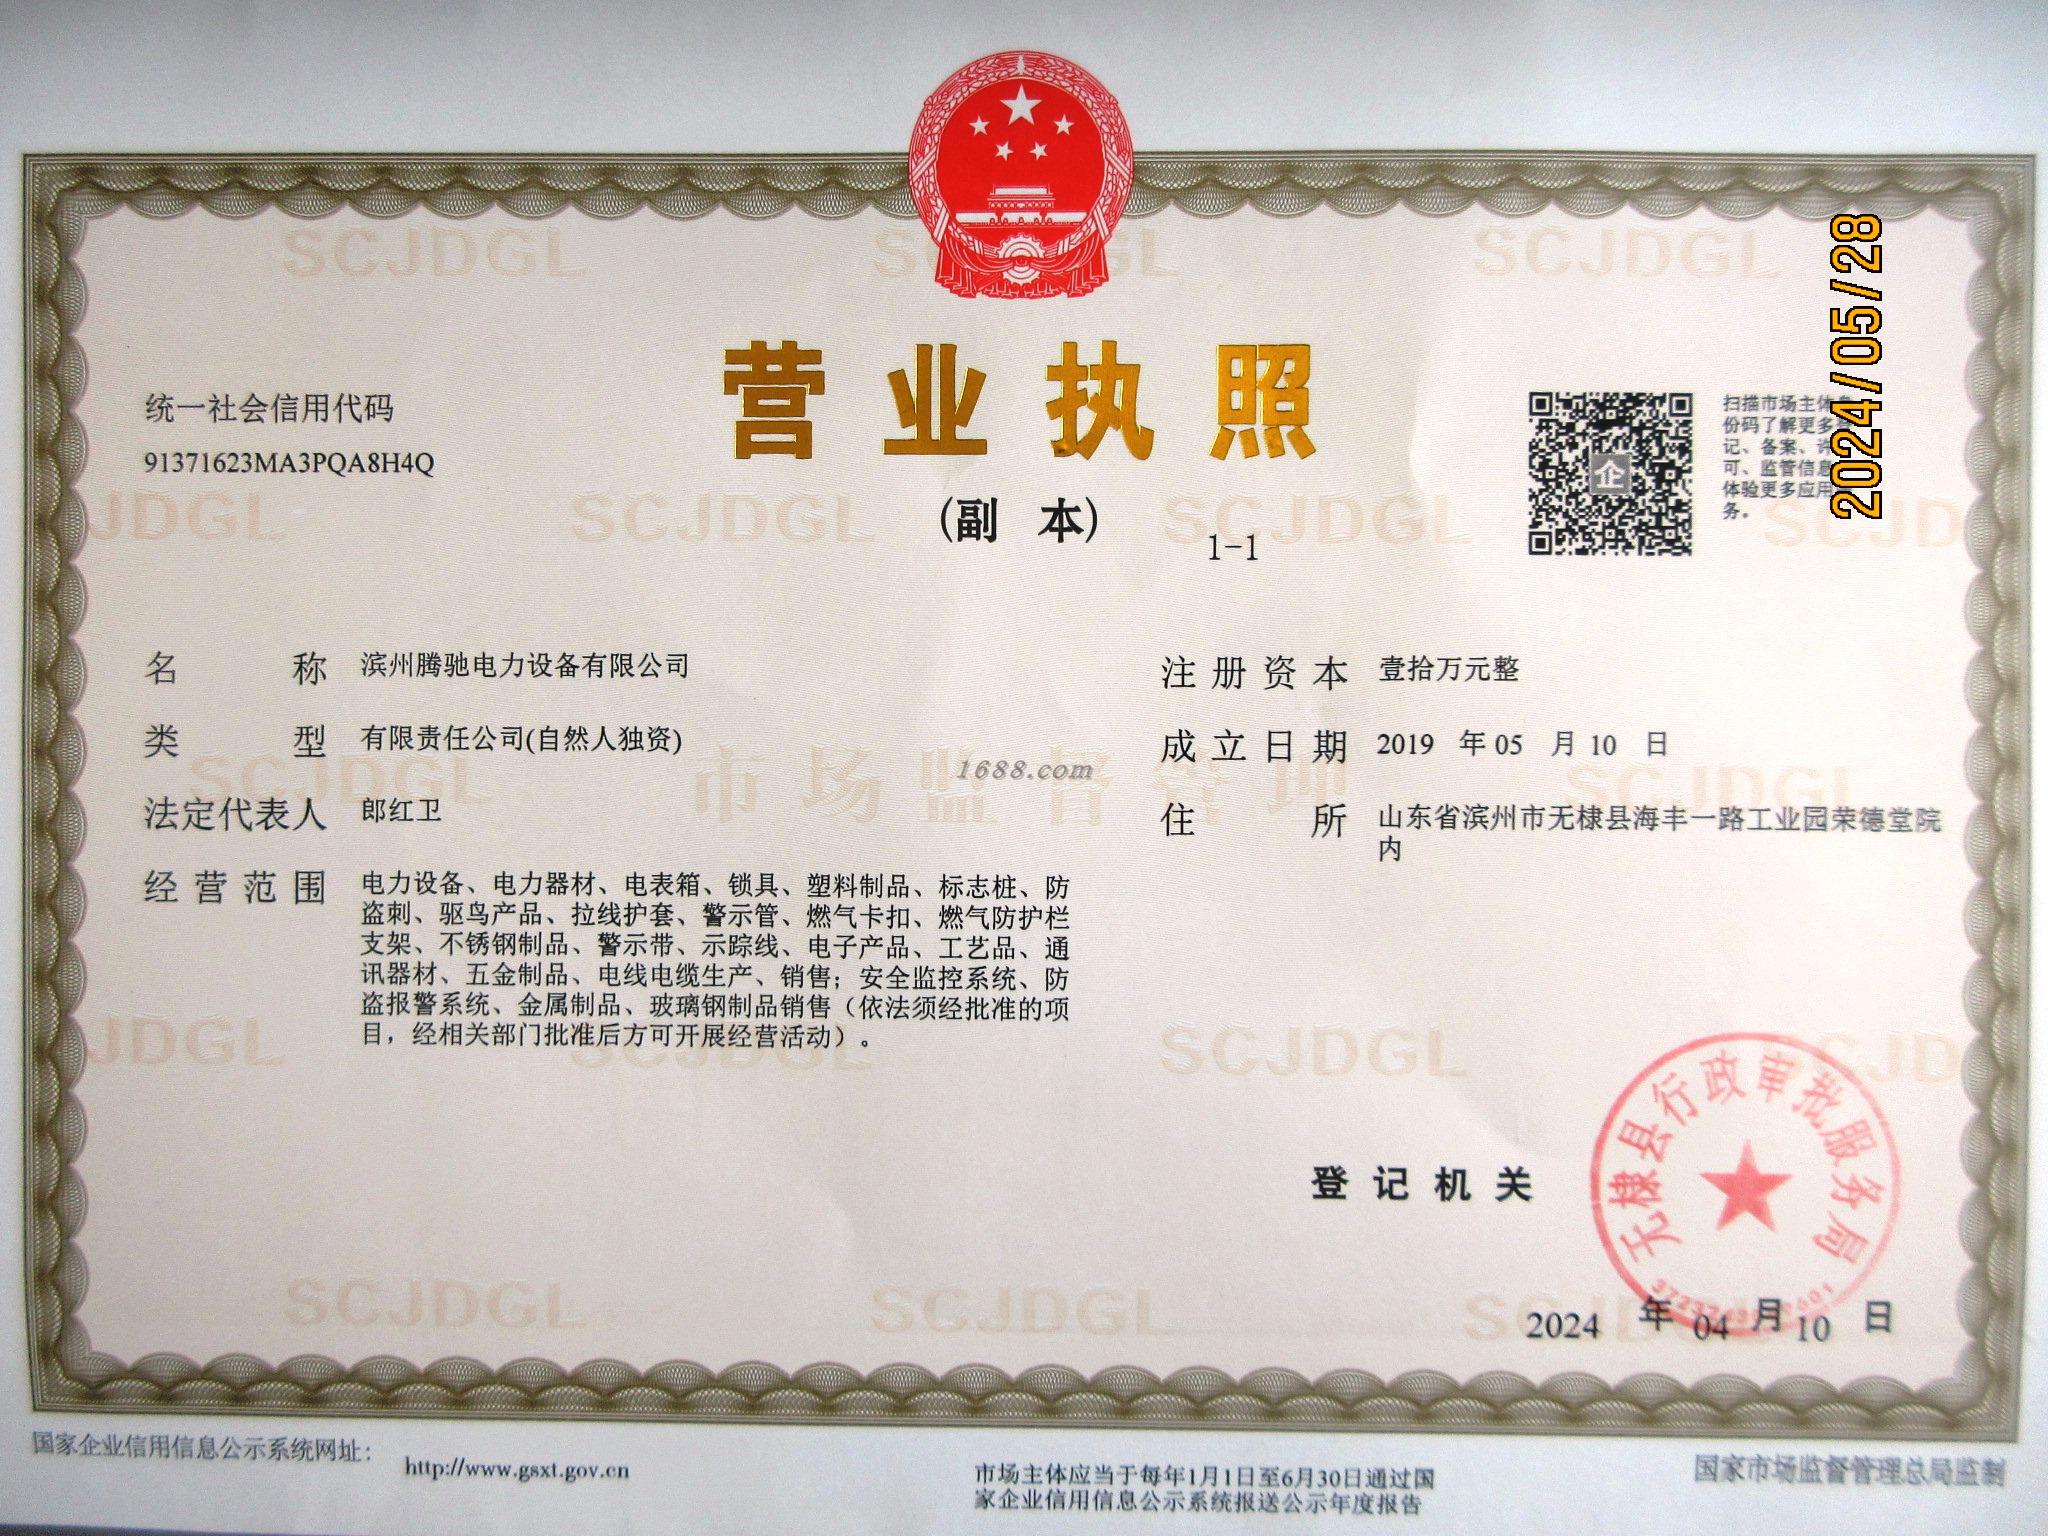 SCJDGL
SCJDGL
2024/05/28
营业执照
(副 本)
1-1
统一社会信用代码
91371623MA3PQA8H4Q
企
扫描市场主体身
份码了解更多登
记、备案、许
可、监管信息
体验更多应用
务。
名称 滨州腾驰电力设备有限公司
类型 有限责任公司(自然人独资)
法定代表人 郎红卫
经营范围 电力设备、电力器材、电表箱、锁具、塑料制品、标志桩、防
盗刺、驱鸟产品、拉线护套、警示管、燃气卡扣、燃气防护栏
支架、不锈钢制品、警示带、示踪线、电子产品、工艺品、通
讯器材、五金制品、电线电缆生产、销售；安全监控系统、防
盗报警系统、金属制品、玻璃钢制品销售（依法须经批准的项
目，经相关部门批准后方可开展经营活动）。
注册资本 壹拾万元整
成立日期 2019 年 05 月 10 日
住所 山东省滨州市无棣县海丰一路工业园荣德堂院
内
市场监督管理
1688.com
登记机关
无棣县行政审批服务局
2024 年 04 月 10 日
国家企业信用信息公示系统网址：
http://www.gsxt.gov.cn
市场主体应当于每年1月1日至6月30日通过国
家企业信用信息公示系统报送公示年度报告
国家市场监督管理总局监制